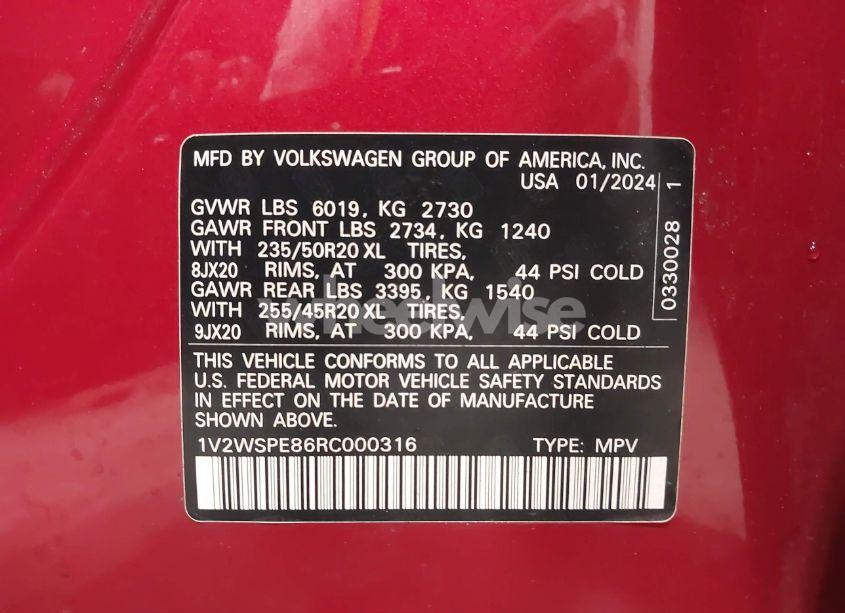 MFD BY VOLKSWAGEN GROUP OF AMERICA, INC.
USA 01/2024
GVWR LBS 6019, KG 2730
GAWR FRONT LBS 2734, KG 1240
WITH 235/50R20 XL TIRES,
8JX20 RIMS, AT 300 KPA, 44 PSI COLD
GAWR REAR LBS 3395, KG 1540
WITH 255/45R20 XL TIRES,
9JX20 RIMS, AT 300 KPA, 44 PSI COLD
0330028 1
THIS VEHICLE CONFORMS TO ALL APPLICABLE
U.S. FEDERAL MOTOR VEHICLE SAFETY STANDARDS
IN EFFECT ON THE DATE OF MANUFACTURE
SHOWN ABOVE.
1V2WSPE86RC000316 TYPE: MPV
wheelwise